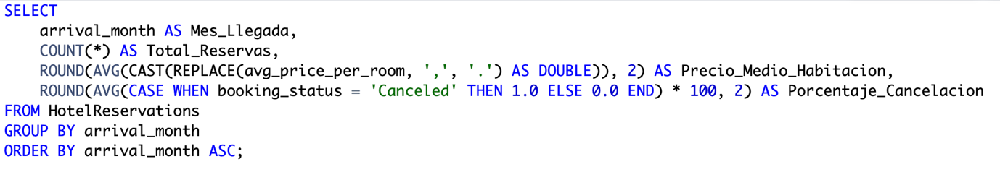 SELECT
    arrival_month AS Mes_Llegada,
    COUNT(*) AS Total_Reservas,
    ROUND(AVG(CAST(REPLACE(avg_price_per_room, ',', '.') AS DOUBLE)), 2) AS Precio_Medio_Habitacion,
    ROUND(AVG(CASE WHEN booking_status = 'Canceled' THEN 1.0 ELSE 0.0 END) * 100, 2) AS Porcentaje_Cancelacion
FROM HotelReservations
GROUP BY arrival_month
ORDER BY arrival_month ASC;